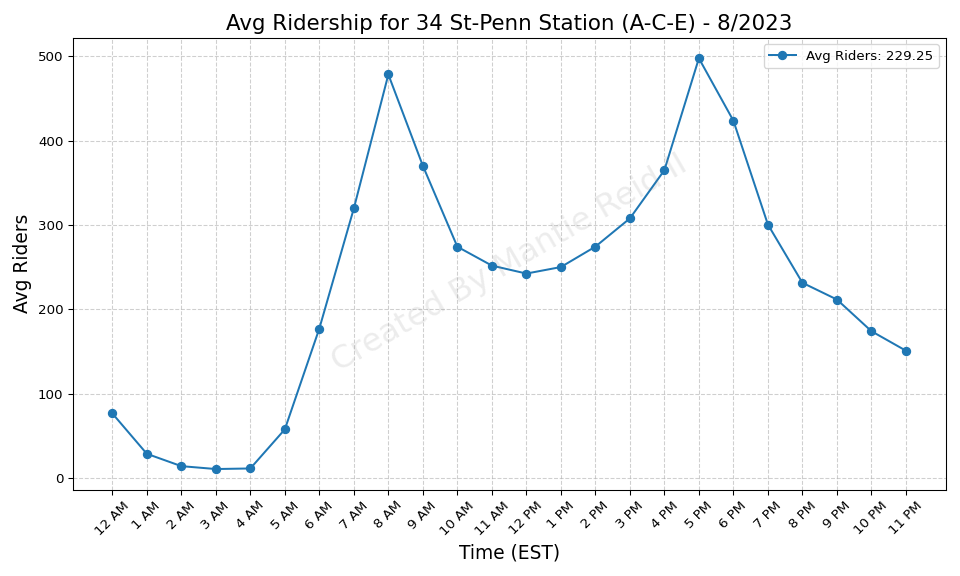 Avg Ridership for 34 St-Penn Station (A-C-E) - 8/2023
Avg Riders: 229.25
500
400
300
200
100
0
Avg Riders
12 AM
1 AM
2 AM
3 AM
4 AM
5 AM
6 AM
7 AM
8 AM
9 AM
10 AM
11 AM
12 PM
1 PM
2 PM
3 PM
4 PM
5 PM
6 PM
7 PM
8 PM
9 PM
10 PM
11 PM
Time (EST)
Created By Mantle